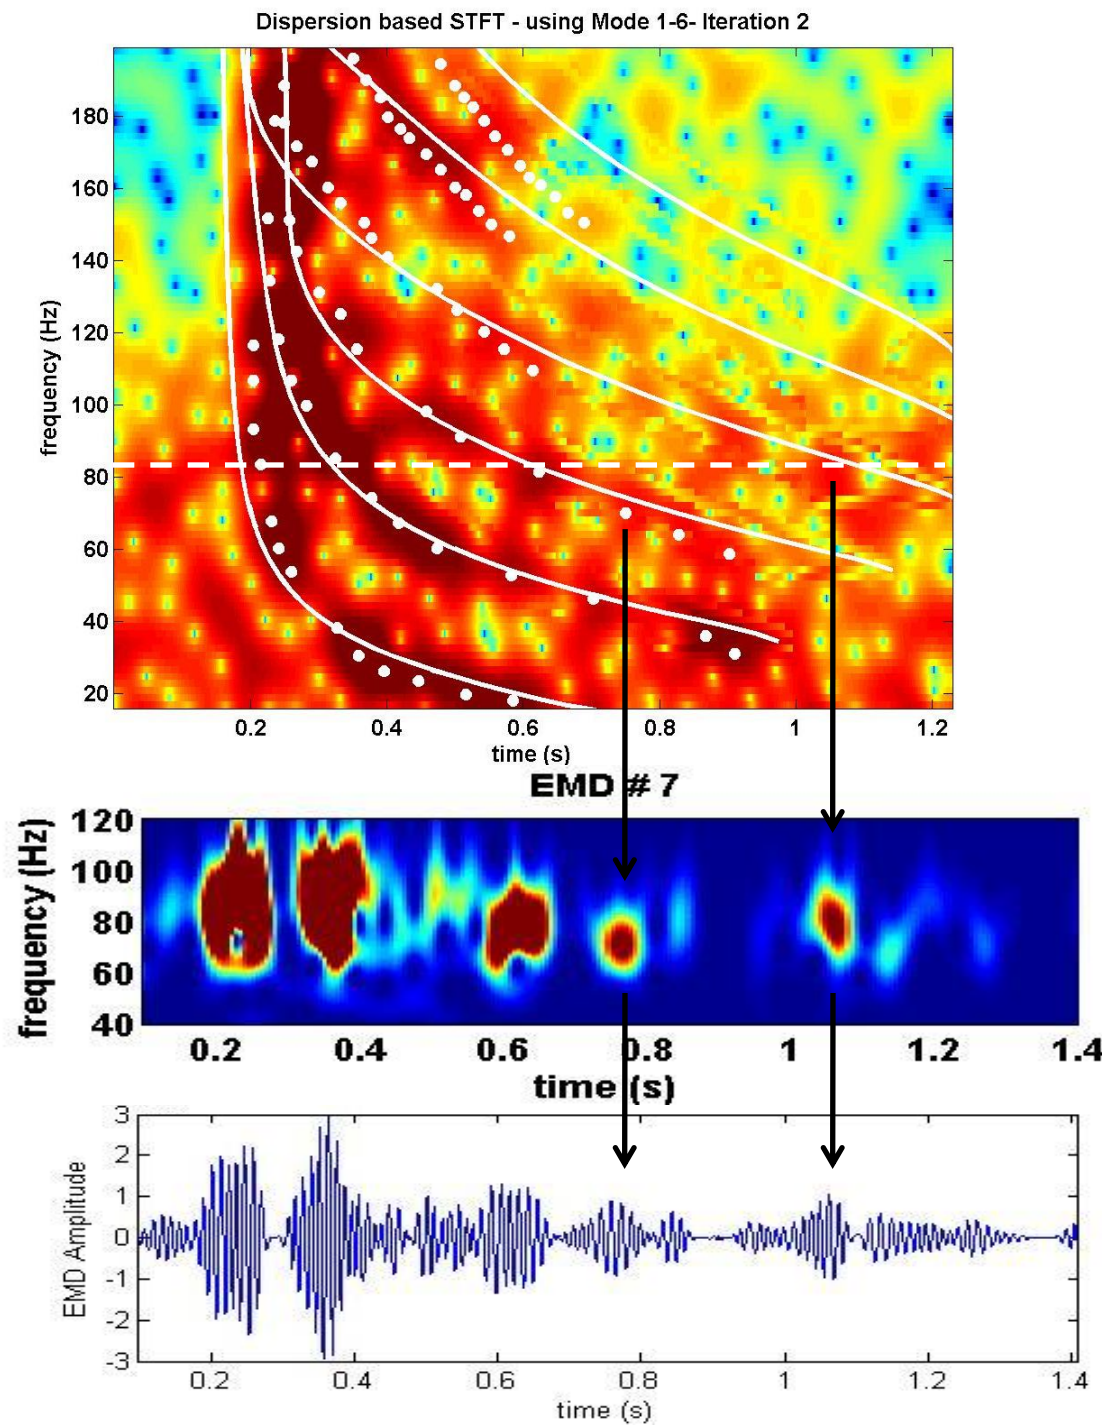 Dispersion based STFT - using Mode 1-6- Iteration 2
frequency (Hz)
180
160
140
120
100
80
60
40
20
0.2 0.4 0.6 0.8 1 1.2
time (s)
EMD # 7
frequency (Hz)
120
100
80
60
40
0.2 0.4 0.6 0.8 1 1.2 1.4
time (s)
EMD Amplitude
3
2
1
0
-1
-2
-3
0.2 0.4 0.6 0.8 1 1.2 1.4
time (s)